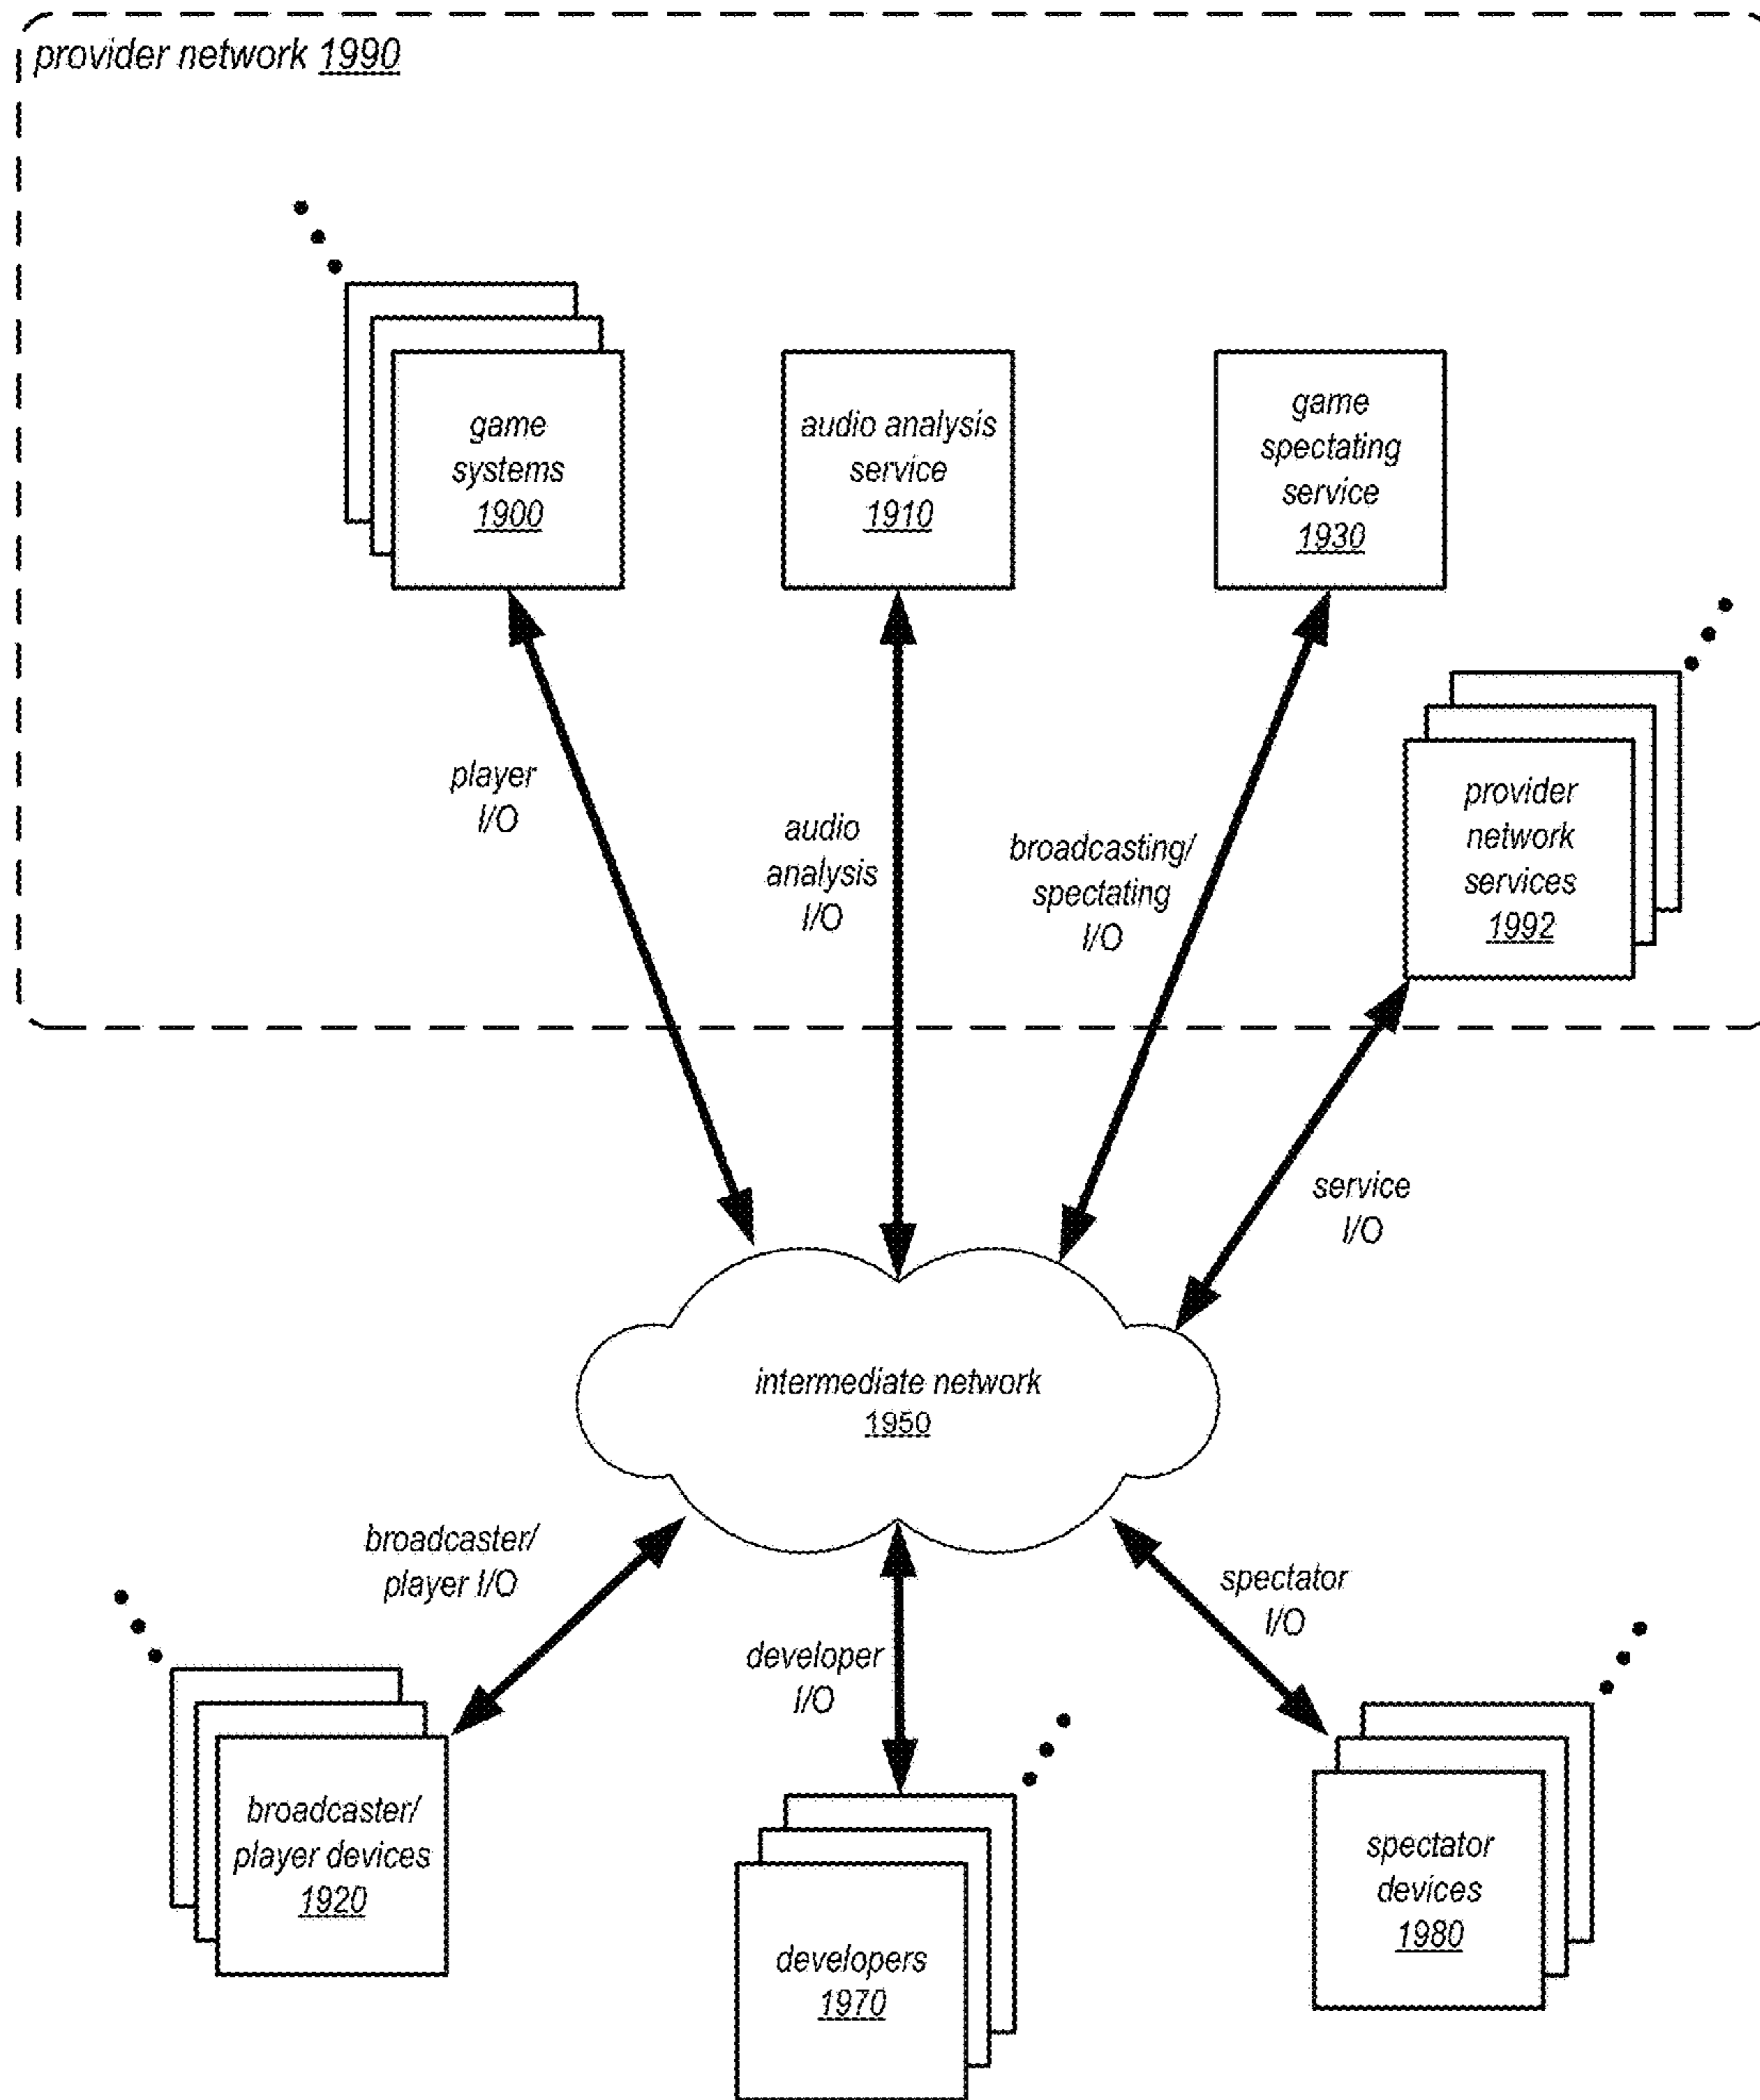 provider network 1990
game
systems
1900
audio analysis
service
1910
game
spectating
service
1930
provider
network
services
1992
player
I/O
audio
analysis
I/O
broadcasting/
spectating
I/O
service
I/O
intermediate network
1950
broadcaster/
player I/O
developer
I/O
spectator
I/O
broadcaster/
player devices
1920
developers
1970
spectator
devices
1980